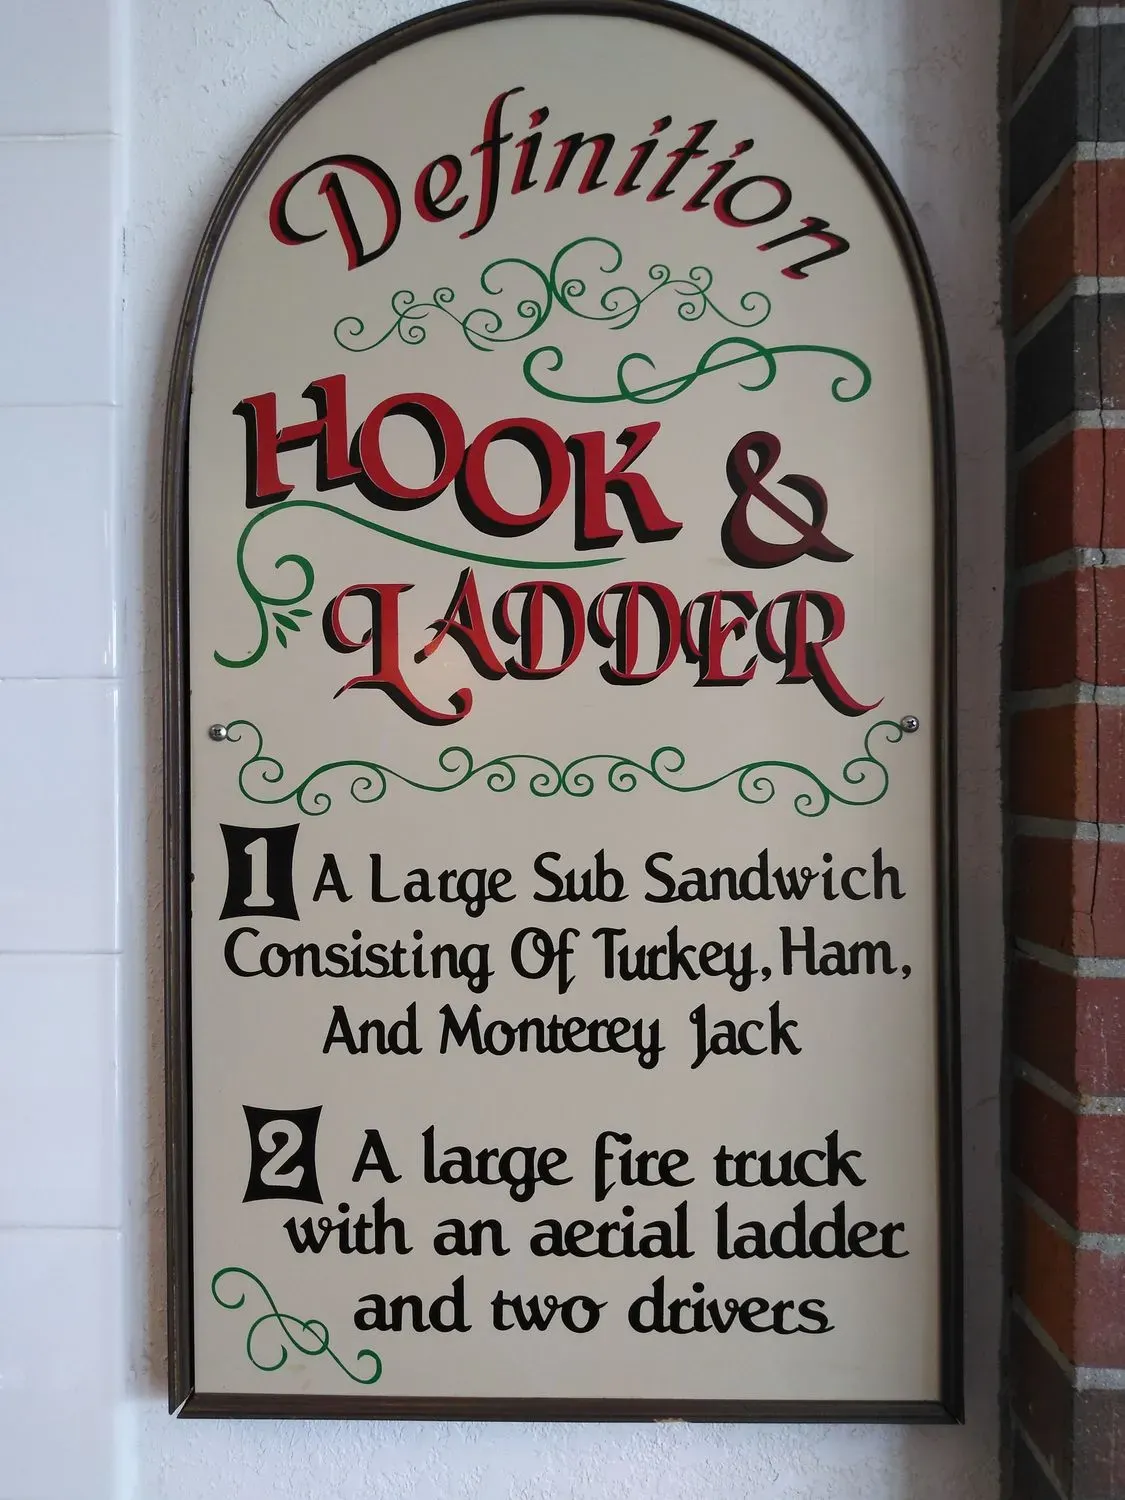 Definition
HOOK &
LADDER
1 A Large Sub Sandwich
Consisting Of Turkey, Ham,
And Monterey Jack
2 A large fire truck
with an aerial ladder
and two drivers